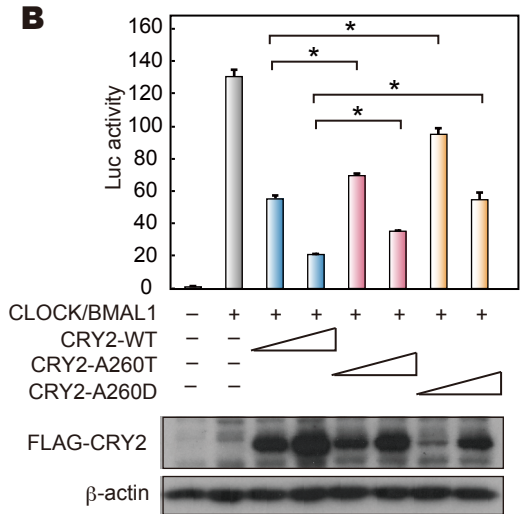 B
* 
*
*
*
160
140
120
100
80
60
40
20
0
Luc activity
CLOCK/BMAL1 − + + + + + + +
CRY2-WT − −
CRY2-A260T − −
CRY2-A260D − −
FLAG-CRY2
β-actin